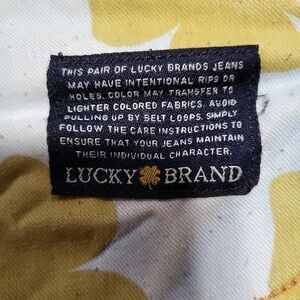 THIS PAIR OF LUCKY BRANDS JEANS
MAY HAVE INTENTIONAL RIPS OR
HOLES. COLOR MAY TRANSFER TO
LIGHTER COLORED FABRICS. AVOID
PULLING UP BY BELT LOOPS. SIMPLY
FOLLOW THE CARE INSTRUCTIONS TO
ENSURE THAT YOUR JEANS MAINTAIN
THEIR INDIVIDUAL CHARACTER.
LUCKY BRAND